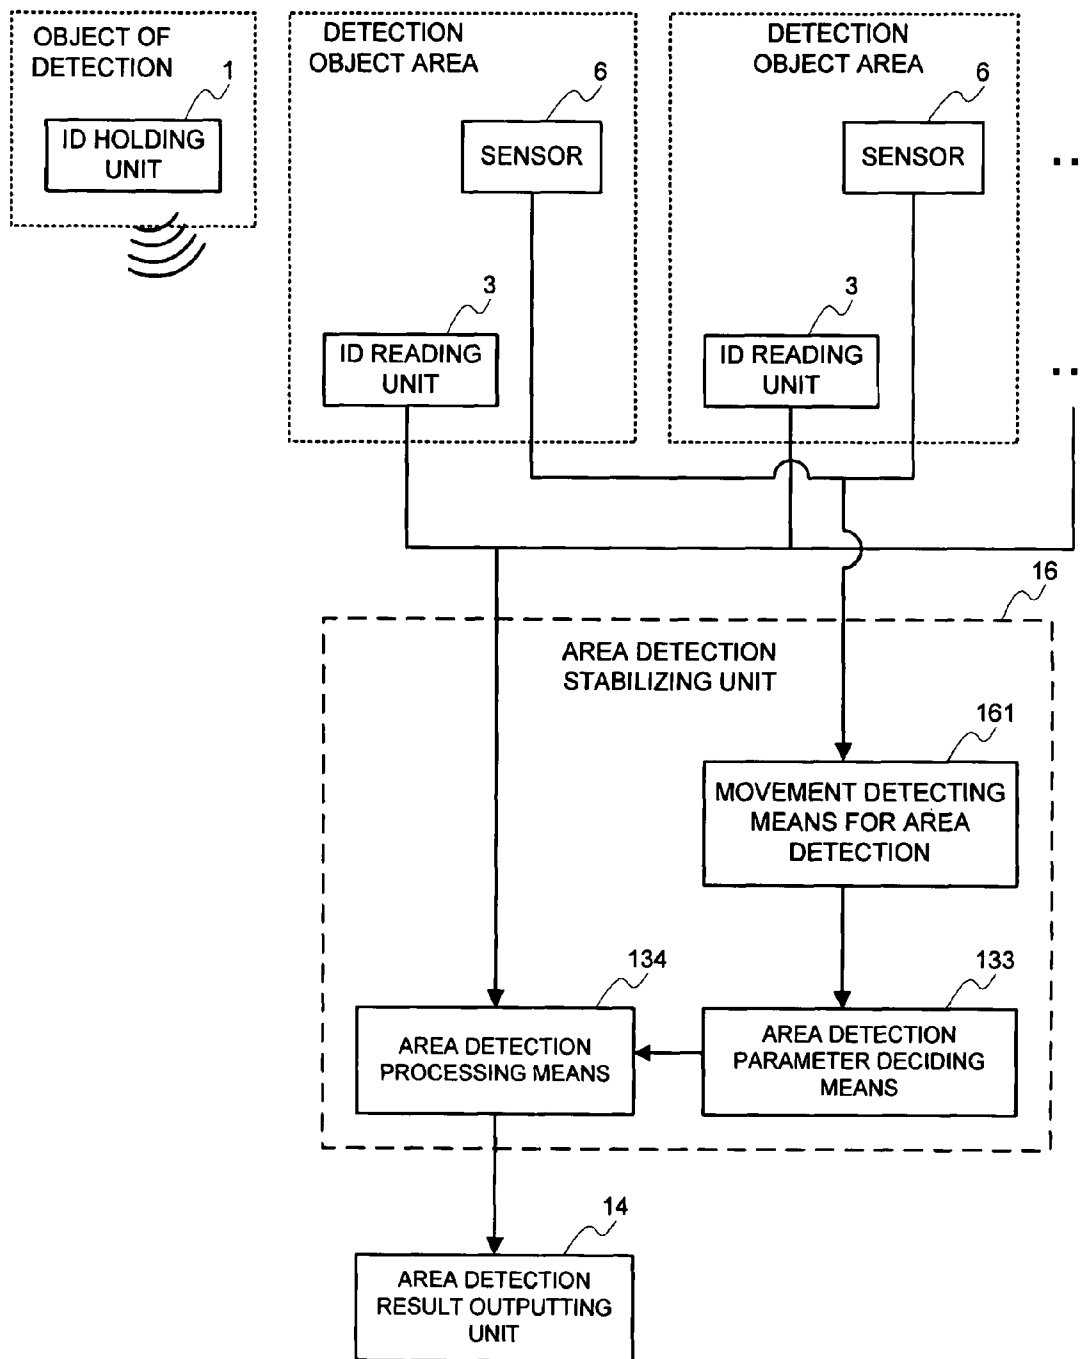 OBJECT OF
DETECTION
1
ID HOLDING
UNIT
DETECTION
OBJECT AREA
6
SENSOR
3
ID READING
UNIT
DETECTION
OBJECT AREA
6
SENSOR
3
ID READING
UNIT
16
AREA DETECTION
STABILIZING UNIT
161
MOVEMENT DETECTING
MEANS FOR AREA
DETECTION
134
AREA DETECTION
PROCESSING MEANS
133
AREA DETECTION
PARAMETER DECIDING
MEANS
14
AREA DETECTION
RESULT OUTPUTTING
UNIT